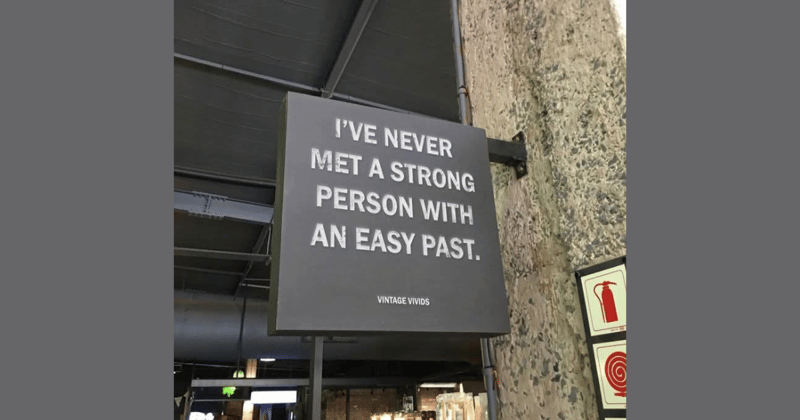 I'VE NEVER
MET A STRONG
PERSON WITH
AN EASY PAST.
VINTAGE VIVIDS